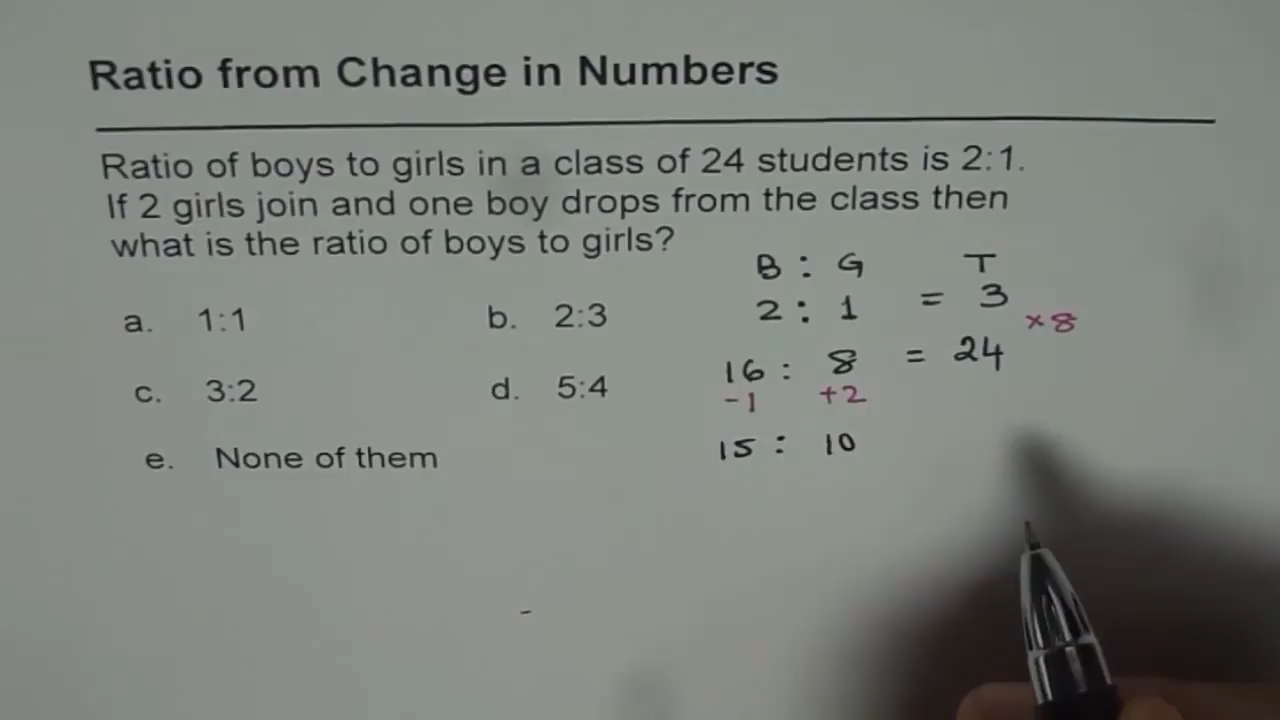 Ratio from Change in Numbers
Ratio of boys to girls in a class of 24 students is 2:1.
If 2 girls join and one boy drops from the class then
what is the ratio of boys to girls?
a. 1:1 b. 2:3
c. 3:2 d. 5:4
e. None of them
B : G T
2 : 1 = 3
×8
16 : 8 = 24
-1 +2
15 : 10